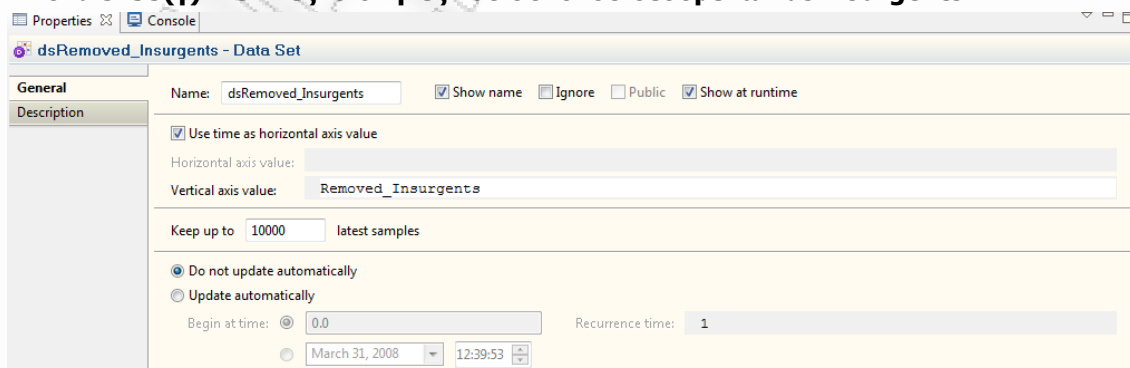 Properties Console
dsRemoved_Insurgents - Data Set
General
Description
Name: dsRemoved_Insurgents Show name Ignore Public Show at runtime
Use time as horizontal axis value
Horizontal axis value:
Vertical axis value: Removed_Insurgents
Keep up to 10000 latest samples
Do not update automatically
Update automatically
Begin at time: 0.0 Recurrence time: 1
March 31, 2008 12:39:53